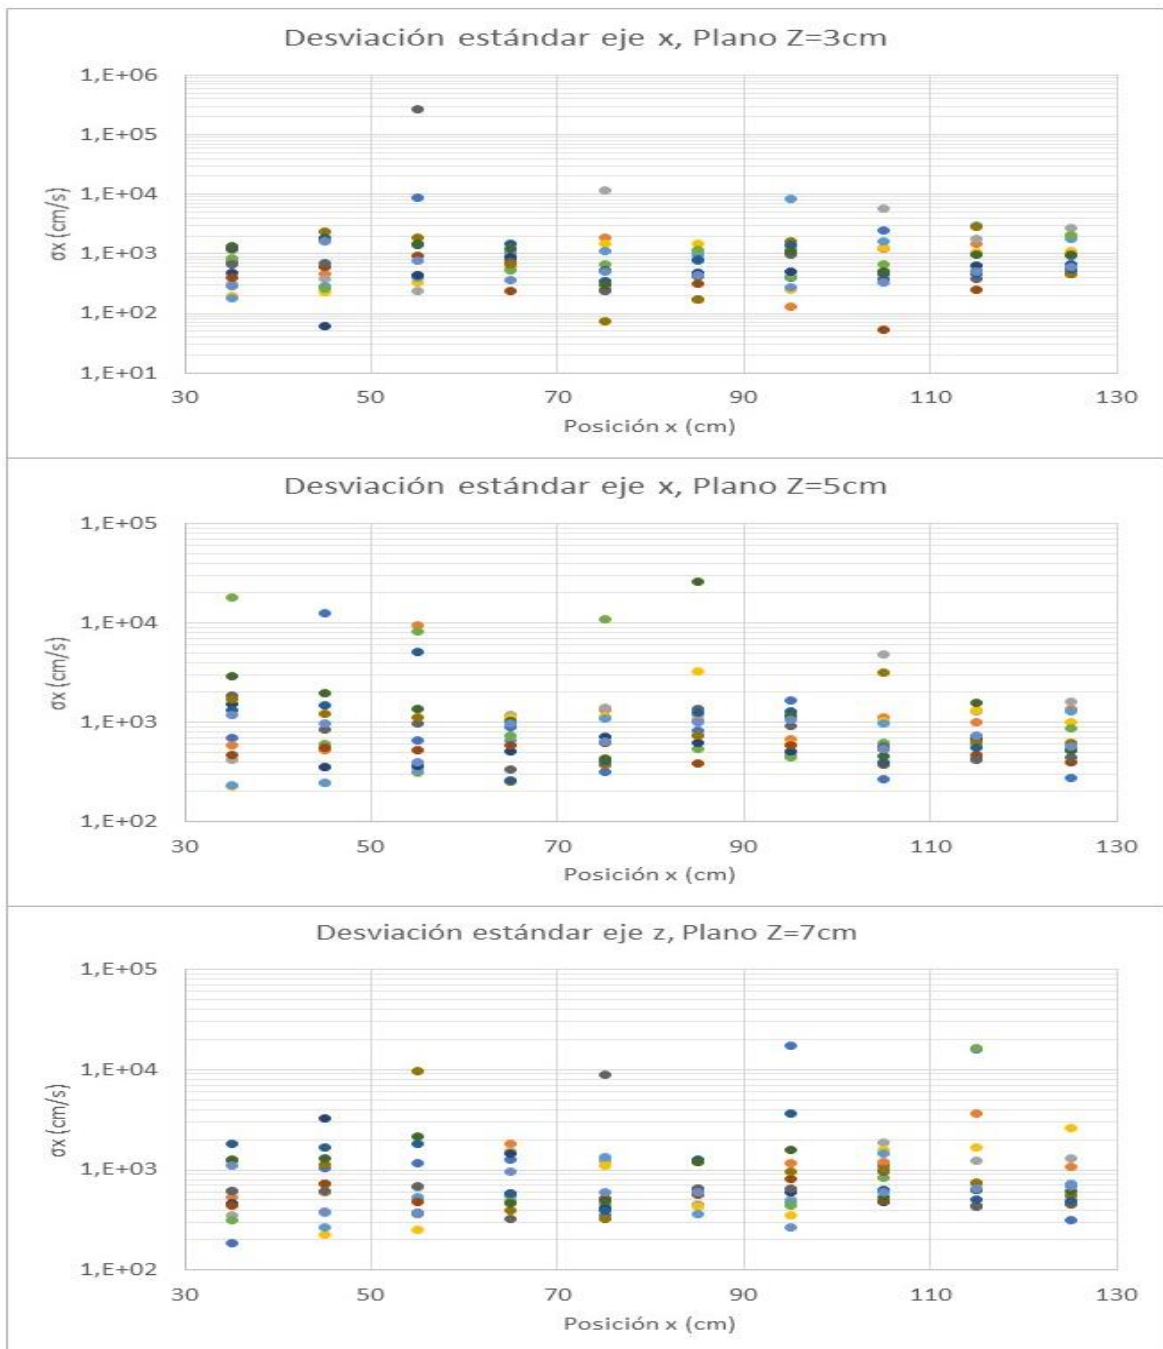 Desviación estándar eje x, Plano Z=3cm
1,E+06
1,E+05
1,E+04
1,E+03
1,E+02
1,E+01
σx (cm/s)
30 50 70 90 110 130
Posición x (cm)
Desviación estándar eje x, Plano Z=5cm
1,E+05
1,E+04
1,E+03
1,E+02
σx (cm/s)
30 50 70 90 110 130
Posición x (cm)
Desviación estándar eje z, Plano Z=7cm
1,E+05
1,E+04
1,E+03
1,E+02
σx (cm/s)
30 50 70 90 110 130
Posición x (cm)